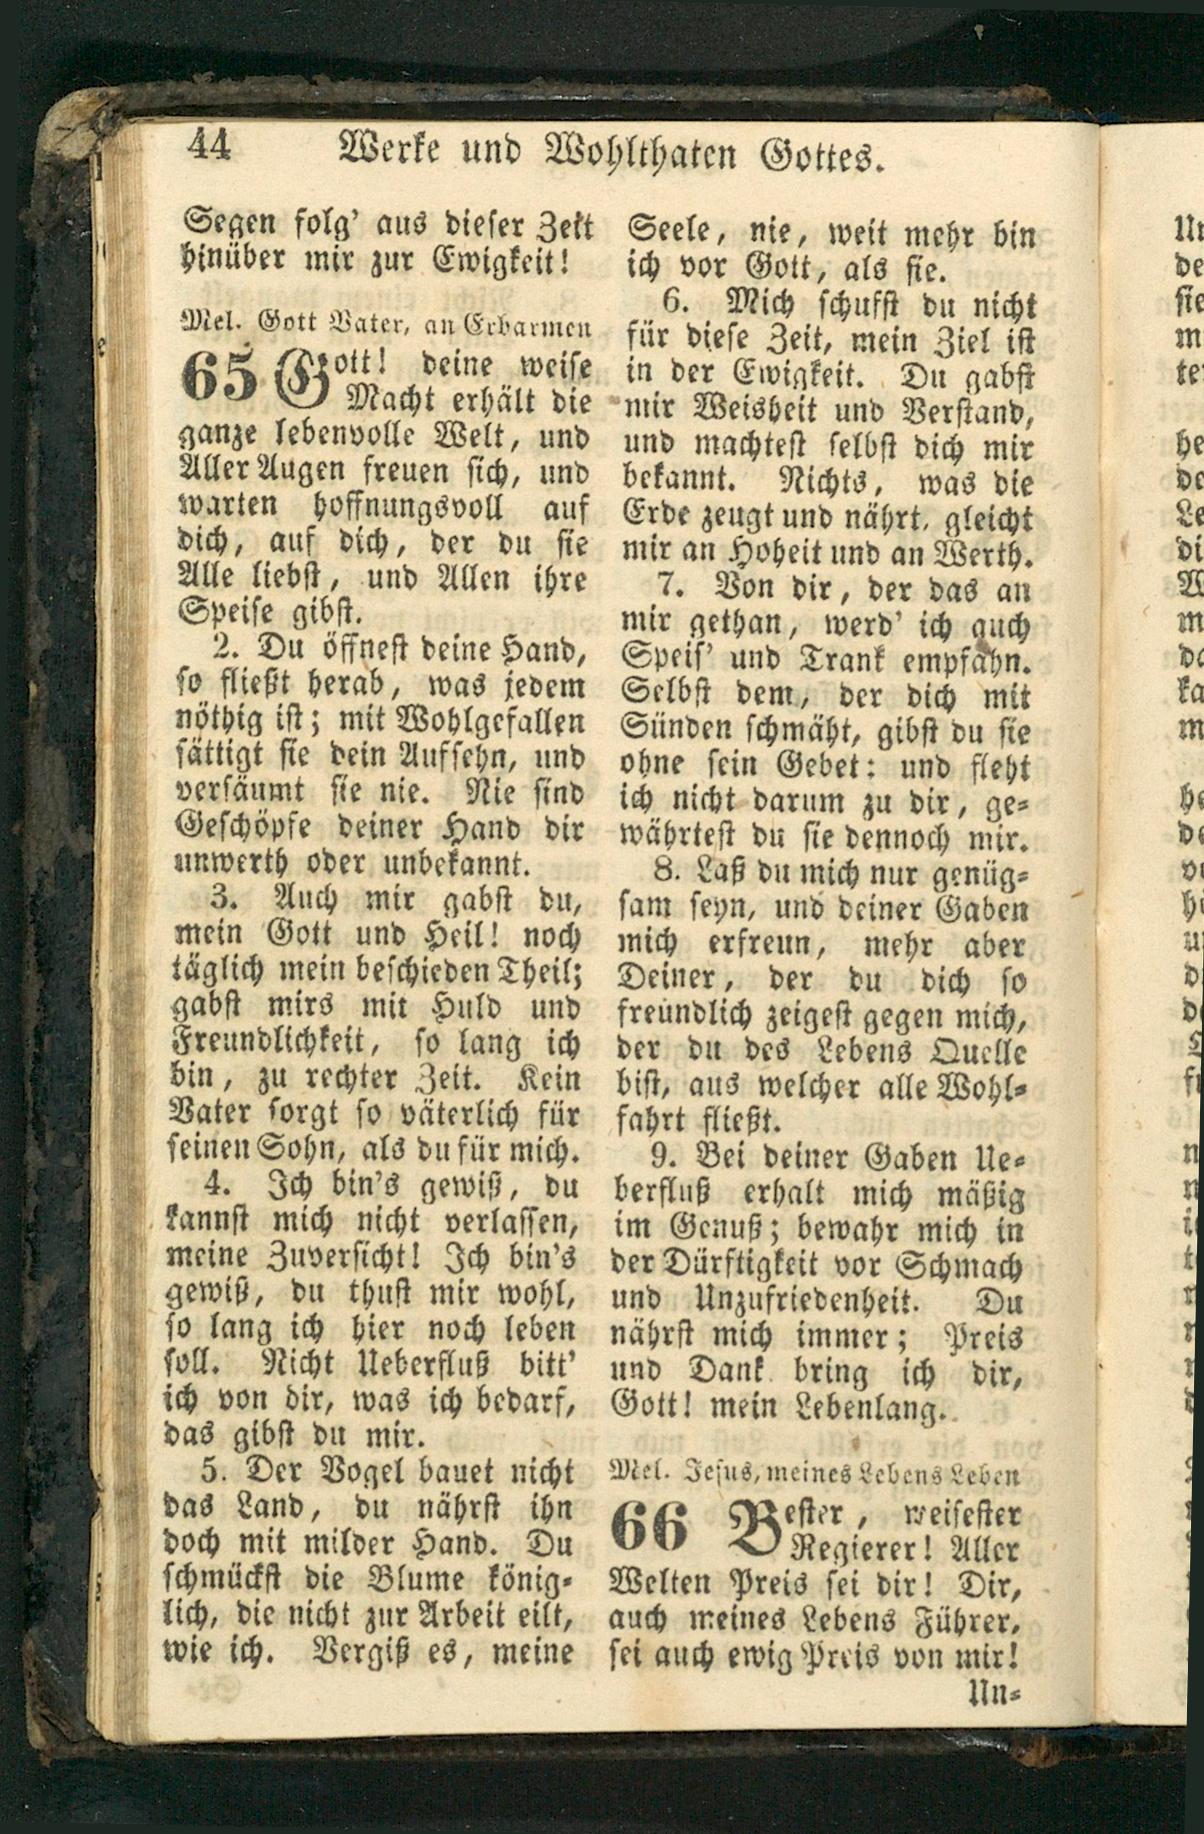 44 Werke und Wohlthaten Gottes.
Segen folg' aus dieser Zeit
hinüber mir zur Ewigkeit!
Mel. Gott Vater, an Erbarmen
65 Gott! deine weise
Macht erhält die
ganze lebenvolle Welt, und
Aller Augen freuen sich, und
warten hoffnungsvoll auf
dich, auf dich, der du sie
Alle liebst, und Allen ihre
Speise gibst.
2. Du öffnest deine Hand,
so fließt herab, was jedem
nöthig ist; mit Wohlgefallen
sättigt sie dein Aufsehn, und
versäumt sie nie. Nie sind
Geschöpfe deiner Hand dir
unwerth oder unbekannt.
3. Auch mir gabst du,
mein Gott und Heil! noch
täglich mein beschieden Theil;
gabst mirs mit Huld und
Freundlichkeit, so lang ich
bin, zu rechter Zeit. Kein
Vater sorgt so väterlich für
seinen Sohn, als du für mich.
4. Ich bin's gewiß, du
kannst mich nicht verlassen,
meine Zuversicht! Ich bin's
gewiß, du thust mir wohl,
so lang ich hier noch leben
soll. Nicht Ueberfluß bitt'
ich von dir, was ich bedarf,
das gibst du mir.
5. Der Vogel bauet nicht
das Land, du nährst ihn
doch mit milder Hand. Du
schmückst die Blume könig-
lich, die nicht zur Arbeit eilt,
wie ich. Vergiß es, meine
Seele, nie, weit mehr bin
ich vor Gott, als sie.
6. Mich schufst du nicht
für diese Zeit, mein Ziel ist
in der Ewigkeit. Du gabst
mir Weisheit und Verstand,
und machtest selbst dich mir
bekannt. Nichts, was die
Erde zeugt und nährt, gleicht
mir an Hoheit und an Werth.
7. Von dir, der das an
mir gethan, werd' ich auch
Speis' und Trank empfahn.
Selbst dem, der dich mit
Sünden schmäht, gibst du sie
ohne sein Gebet: und fleht
ich nicht darum zu dir, ge-
währtest du sie dennoch mir.
8. Laß du mich nur genüg-
sam seyn, und deiner Gaben
mich erfreun, mehr aber
Deiner, der du dich so
freundlich zeigest gegen mich,
der du des Lebens Quelle
bist, aus welcher alle Wohl-
fahrt fließt.
9. Bei deiner Gaben Ue-
berfluß erhalt mich mäßig
im Genuß; bewahr mich in
der Dürftigkeit vor Schmach
und Unzufriedenheit. Du
nährst mich immer; Preis
und Dank bring ich dir,
Gott! mein Lebenlang.
Mel. Jesus, meines Lebens Leben
66 Bester, weisester
Regierer! Aller
Welten Preis sei dir! Dir,
auch meines Lebens Führer,
sei auch ewig Preis von mir!
Un-